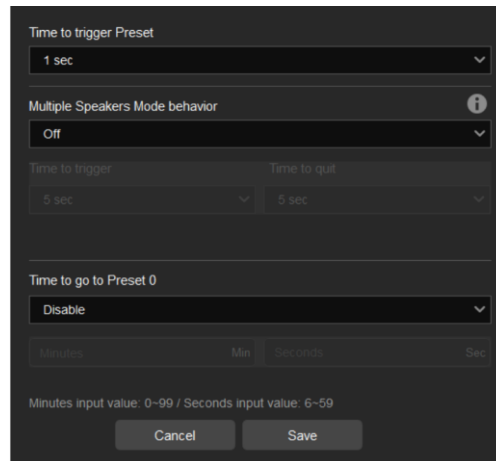 Time to trigger Preset
1 sec
Multiple Speakers Mode behavior
Off
Time to trigger Time to quit
5 sec 5 sec
Time to go to Preset 0
Disable
Minutes Min Seconds Sec
Minutes input value: 0~99 / Seconds input value: 6~59
Cancel Save